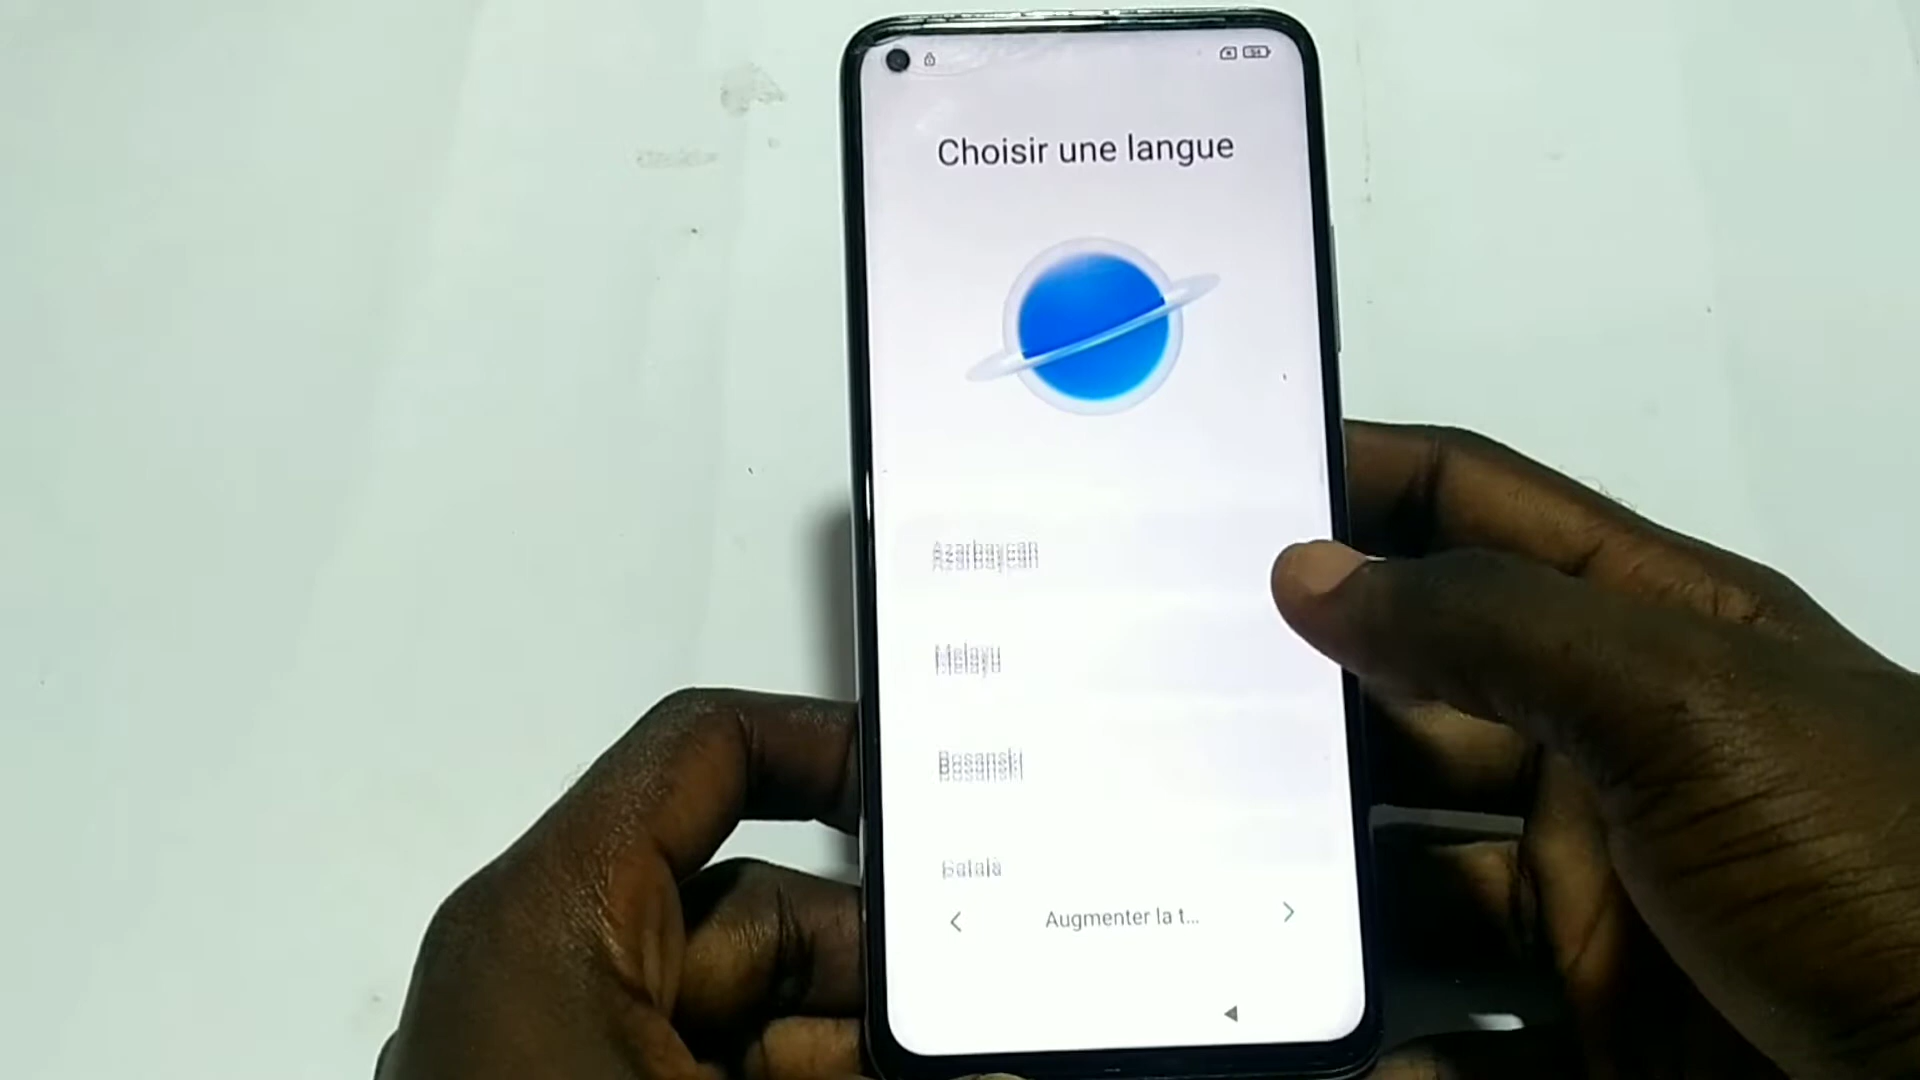 Choisir une langue
Azərbaycan
Melayu
Bosanski
Català
Augmenter la t...